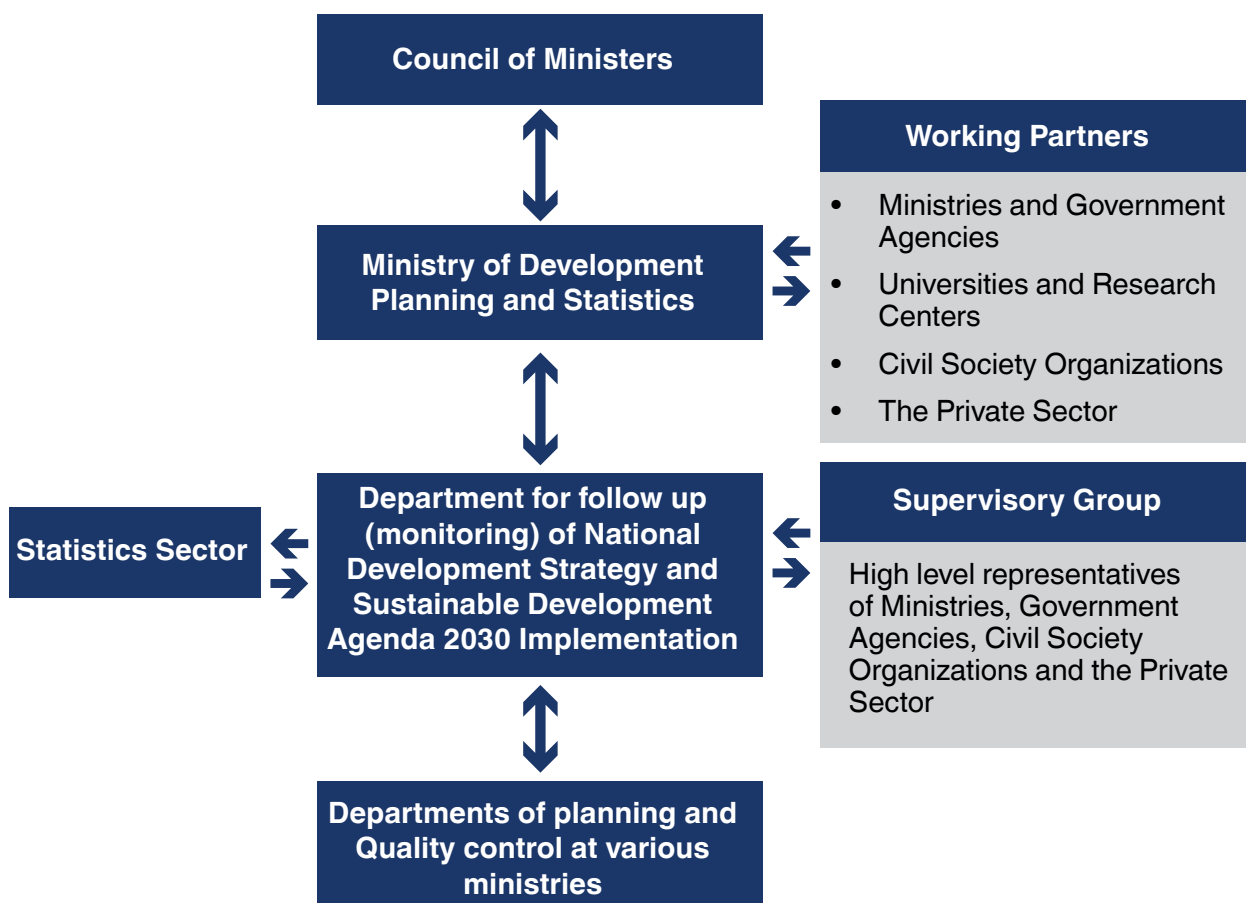 Council of Ministers
Working Partners
• Ministries and Government
Agencies
• Universities and Research
Centers
• Civil Society Organizations
• The Private Sector
Ministry of Development
Planning and Statistics
Statistics Sector
Department for follow up
(monitoring) of National
Development Strategy and
Sustainable Development
Agenda 2030 Implementation
Supervisory Group
High level representatives
of Ministries, Government
Agencies, Civil Society
Organizations and the Private
Sector
Departments of planning and
Quality control at various
ministries